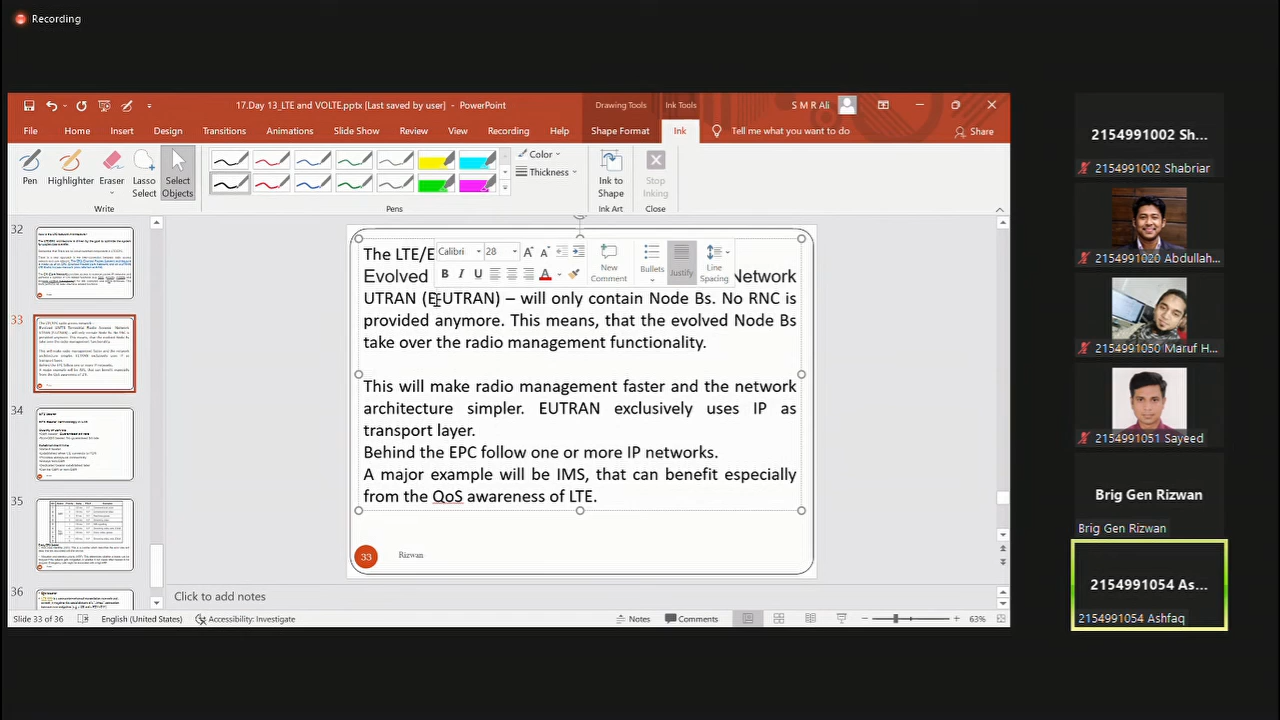 Recording
17.Day 13_LTE and VOLTE.pptx [Last saved by user] - PowerPoint
Drawing Tools
Ink Tools
S M R Ali
File
Home
Insert
Design
Transitions
Animations
Slide Show
Review
View
Recording
Help
Shape Format
Ink
Tell me what you want to do
Share
Pen
Highlighter
Eraser
Lasso
Select
Select
Objects
Color
Thickness
Ink to
Shape
Stop
Inking
Write
Pens
Ink Art
Close
32
33
34
35
36
The LTE/E
Evolved
Network
UTRAN (EUTRAN) – will only contain Node Bs. No RNC is
provided anymore. This means, that the evolved Node Bs
take over the radio management functionality.
This will make radio management faster and the network
architecture simpler. EUTRAN exclusively uses IP as
transport layer.
Behind the EPC follow one or more IP networks.
A major example will be IMS, that can benefit especially
from the QoS awareness of LTE.
33
Rizwan
Calibri
28
B I U
A
New
Comment
Bullets
Justify
Line
Spacing
Click to add notes
Slide 33 of 36
English (United States)
Accessibility: Investigate
Notes
Comments
63%
2154991002 Sh...
2154991002 Shabriar
2154991020 Abdullah...
2154991050 Maruf H...
2154991051 Sayeed
Brig Gen Rizwan
Brig Gen Rizwan
2154991054 As...
2154991054 Ashfaq